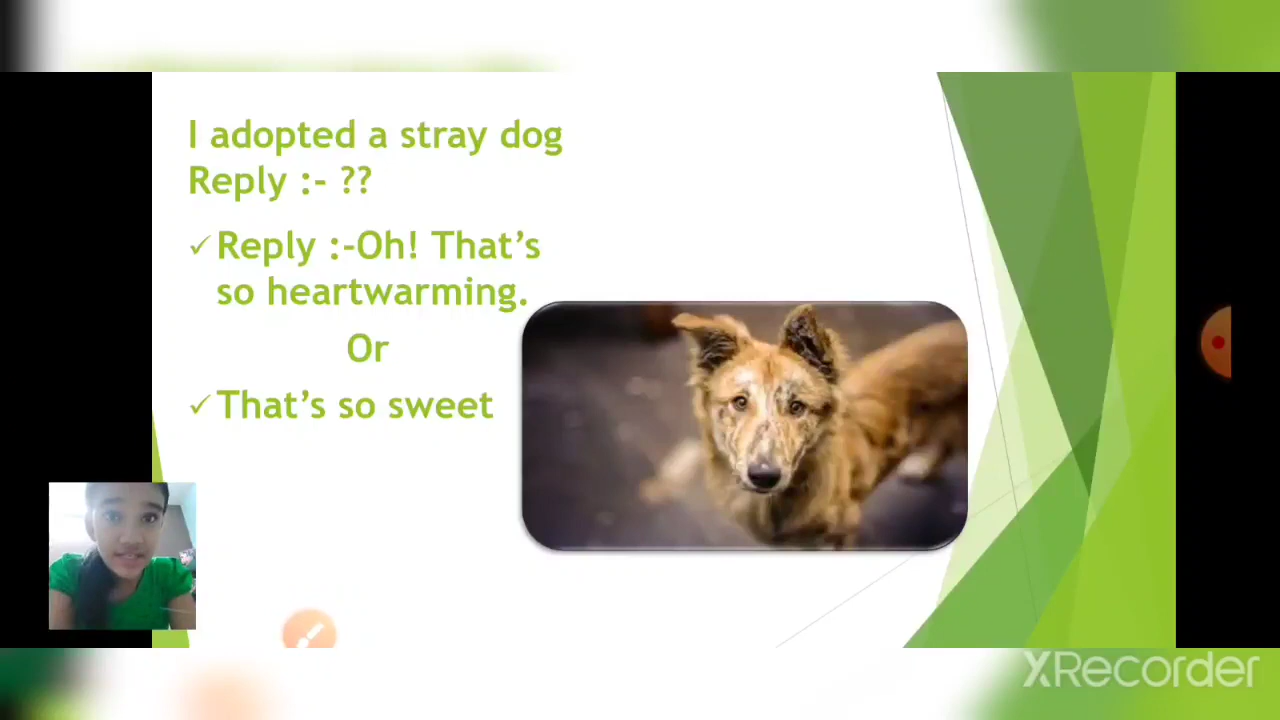 I adopted a stray dog
Reply :- ??
✓Reply :-Oh! That's
so heartwarming.
Or
✓That's so sweet
XRecorder